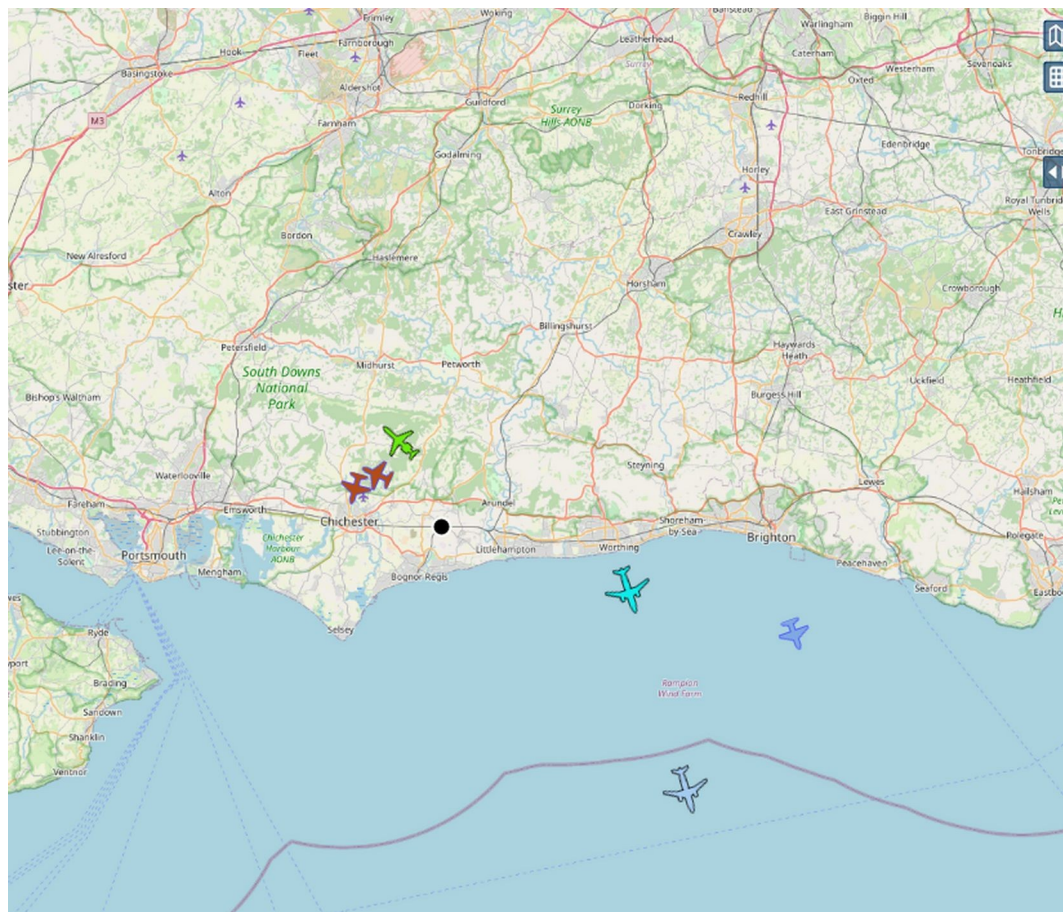 Woking
Banstead
Warlingham
Biggin Hill
Frimley
Farnborough
Fleet
Hook
Basingstoke
Leatherhead
Surrey
Caterham
Oxted
Westerham
Sevenoaks
Aldershot
Guildford
Surrey
Hills AONB
Dorking
Redhill
M3
Farnham
Godalming
Edenbridge
Tonbridge
Horley
Alton
Royal Tunbrid
Wells
East Grinstead
Crawley
Bordon
Haslemere
New Alresford
ster
Horsham
Crowborough
Billingshurst
Petersfield
Midhurst
Petworth
Haywards
Heath
South Downs
National
Park
Uckfield
Heathfield
Bishop's Waltham
Burgess Hill
Steyning
Waterlooville
Lewes
Hailsham
Fareham
Emsworth
Arundel
Chichester
Shoreham-
by-Sea
Brighton
Stubbington
Lee-on-the-
Solent
Portsmouth
Chichester
Harbour
AONB
Littlehampton
Worthing
Polegate
Mengham
Bognor Regis
Peacehaven
Seaford
Eastbo
wes
Ryde
Selsey
wport
Brading
Rampion
Wind Farm
Sandown
Shanklin
Ventnor